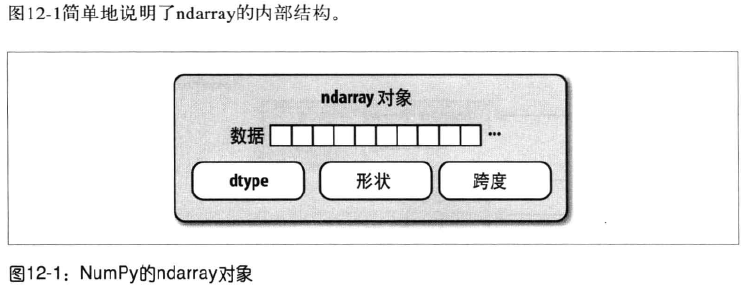 图12-1简单地说明了ndarray的内部结构。
ndarray 对象
数据 ...
dtype 形状 跨度
图12-1：NumPy的ndarray对象